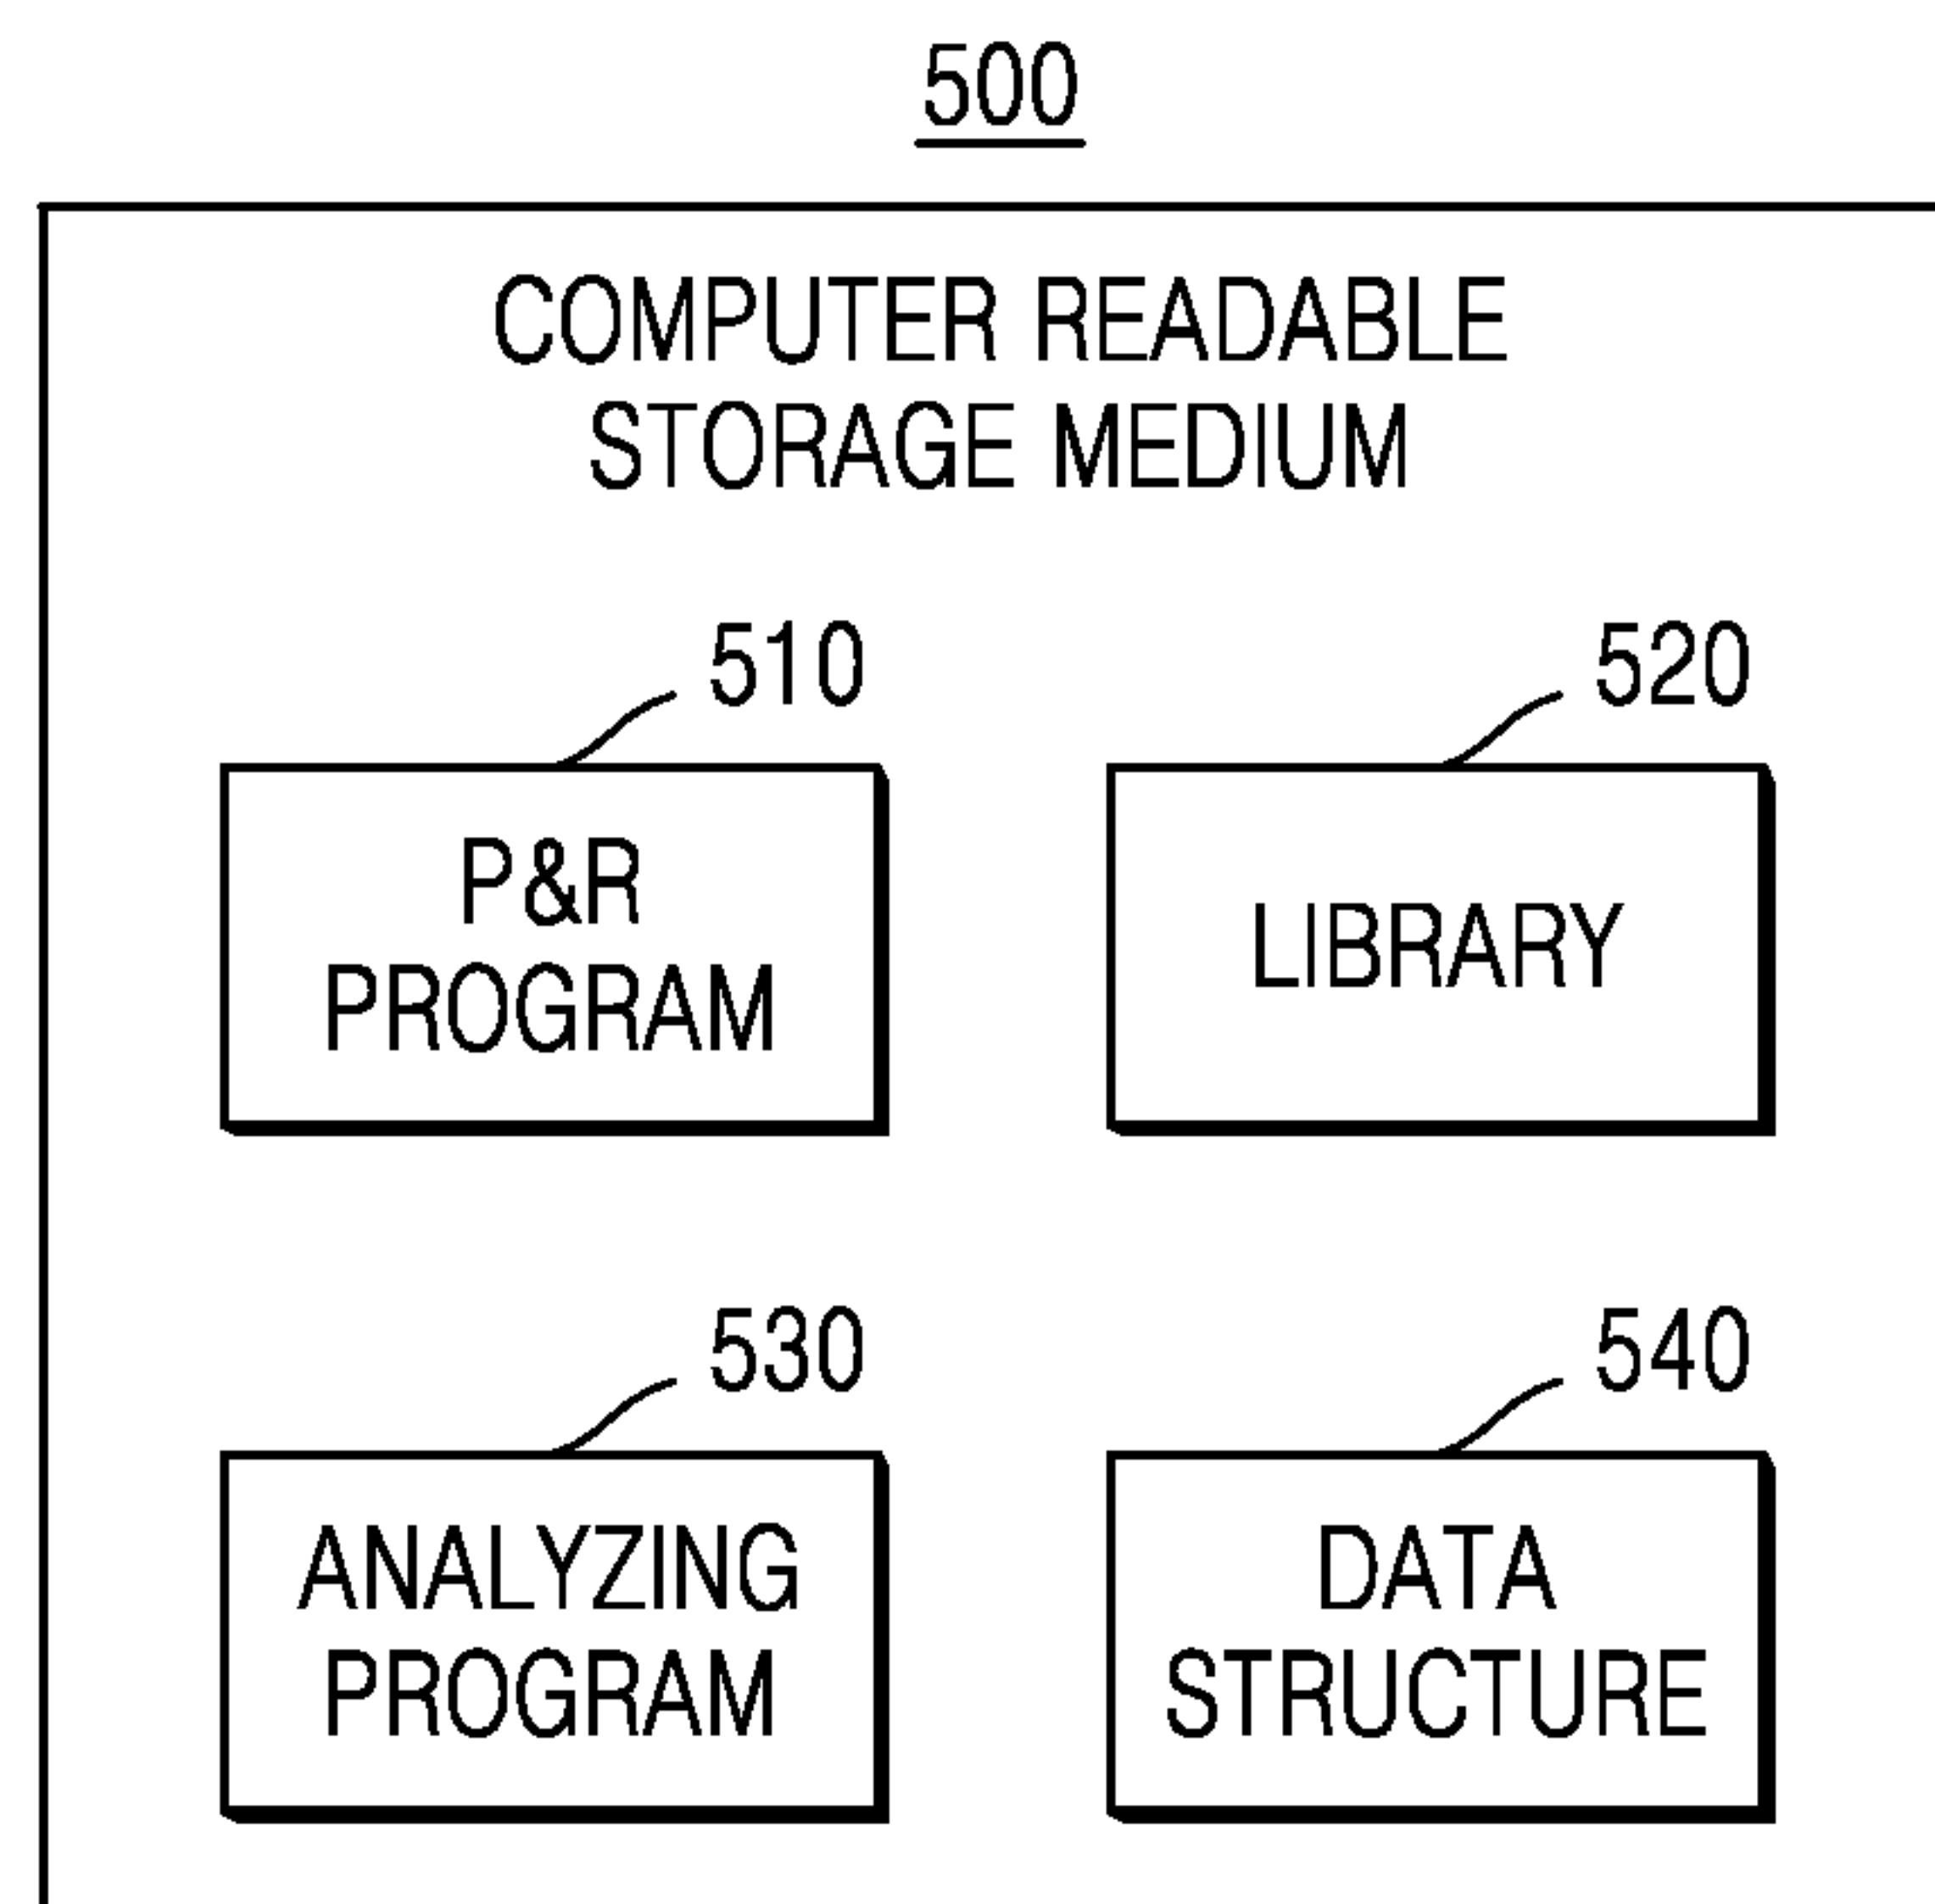 500
COMPUTER READABLE
STORAGE MEDIUM
510
520
P&R
PROGRAM
LIBRARY
530
540
ANALYZING
PROGRAM
DATA
STRUCTURE